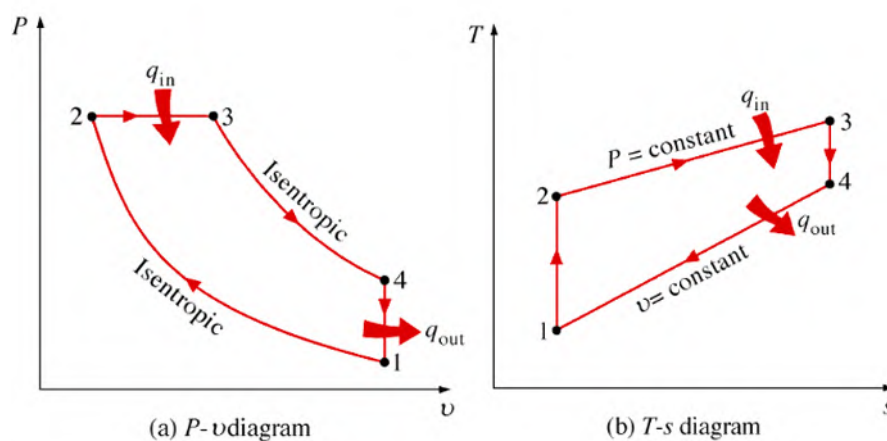 P
q_in
2
3
Isentropic
Isentropic
4
q_out
1
υ
(a) P-υdiagram
T
q_in
3
P = constant
2
4
q_out
υ= constant
1
s
(b) T-s diagram